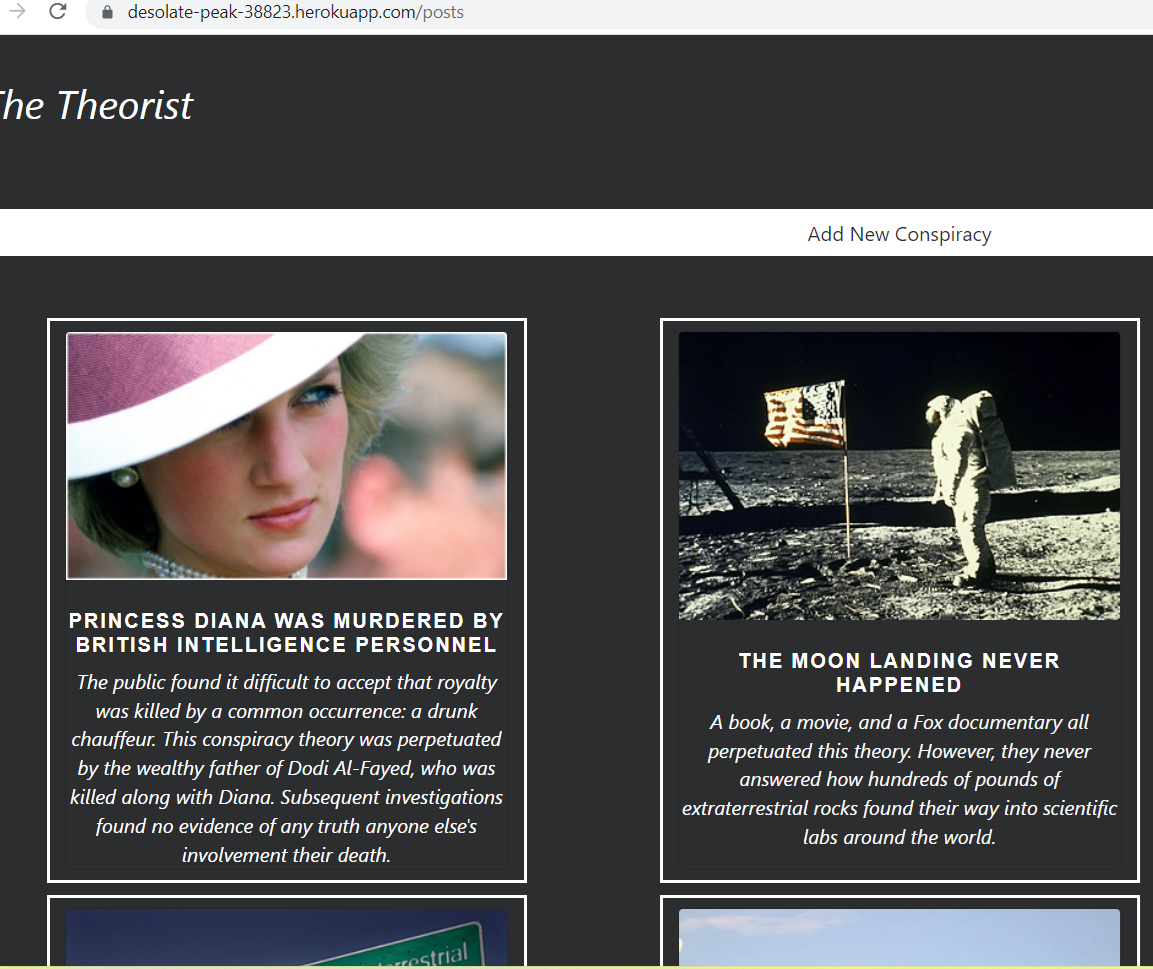 desolate-peak-38823.herokuapp.com/posts
The Theorist
Add New Conspiracy
PRINCESS DIANA WAS MURDERED BY
BRITISH INTELLIGENCE PERSONNEL
The public found it difficult to accept that royalty
was killed by a common occurrence: a drunk
chauffeur. This conspiracy theory was perpetuated
by the wealthy father of Dodi Al-Fayed, who was
killed along with Diana. Subsequent investigations
found no evidence of any truth anyone else's
involvement their death.
THE MOON LANDING NEVER
HAPPENED
A book, a movie, and a Fox documentary all
perpetuated this theory. However, they never
answered how hundreds of pounds of
extraterrestrial rocks found their way into scientific
labs around the world.